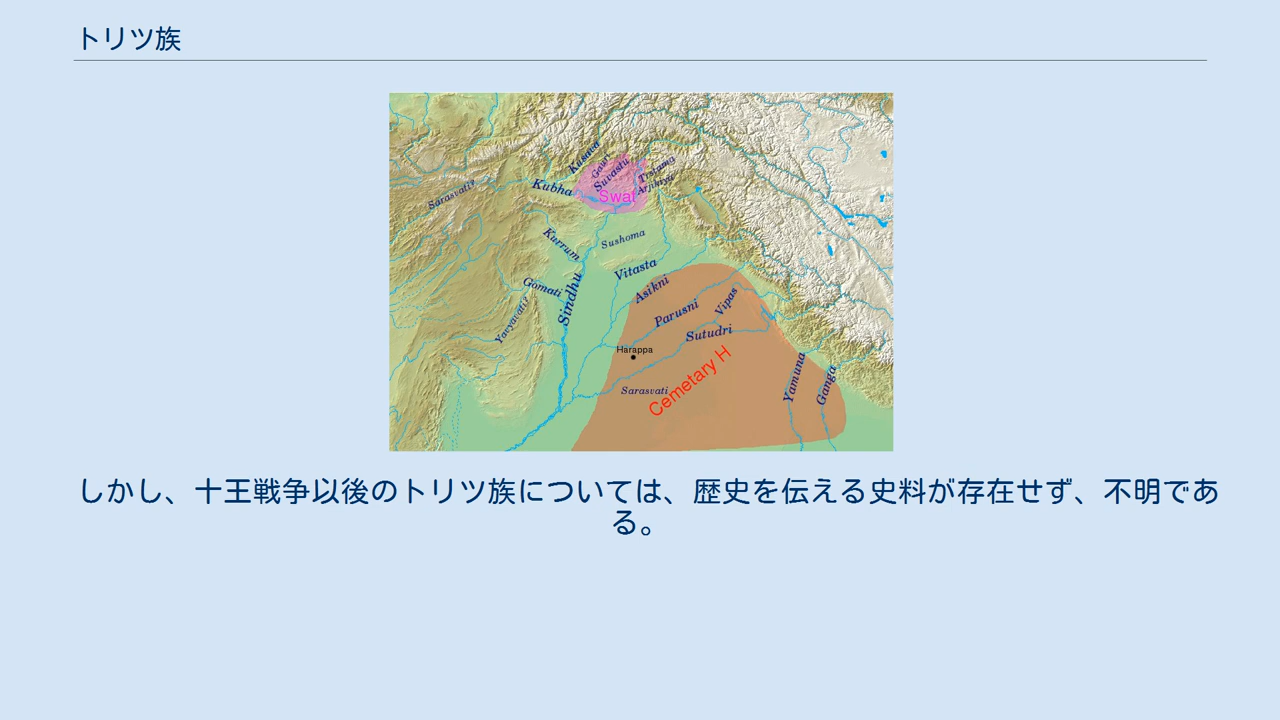 トリツ族
Kusava
Gauri
Suvastu
Trstama
Arjikiya
Kubha
Swat
Sarasvati?
Kurrum
Sushoma
Vitasta
Gomati
Sindhu
Asikni
Yavyavati?
Parusni
Vipas
Sutudri
Harappa
Cemetary H
Sarasvati
Yamuna
Ganga
しかし、十王戦争以後のトリツ族については、歴史を伝える史料が存在せず、不明であ
る。